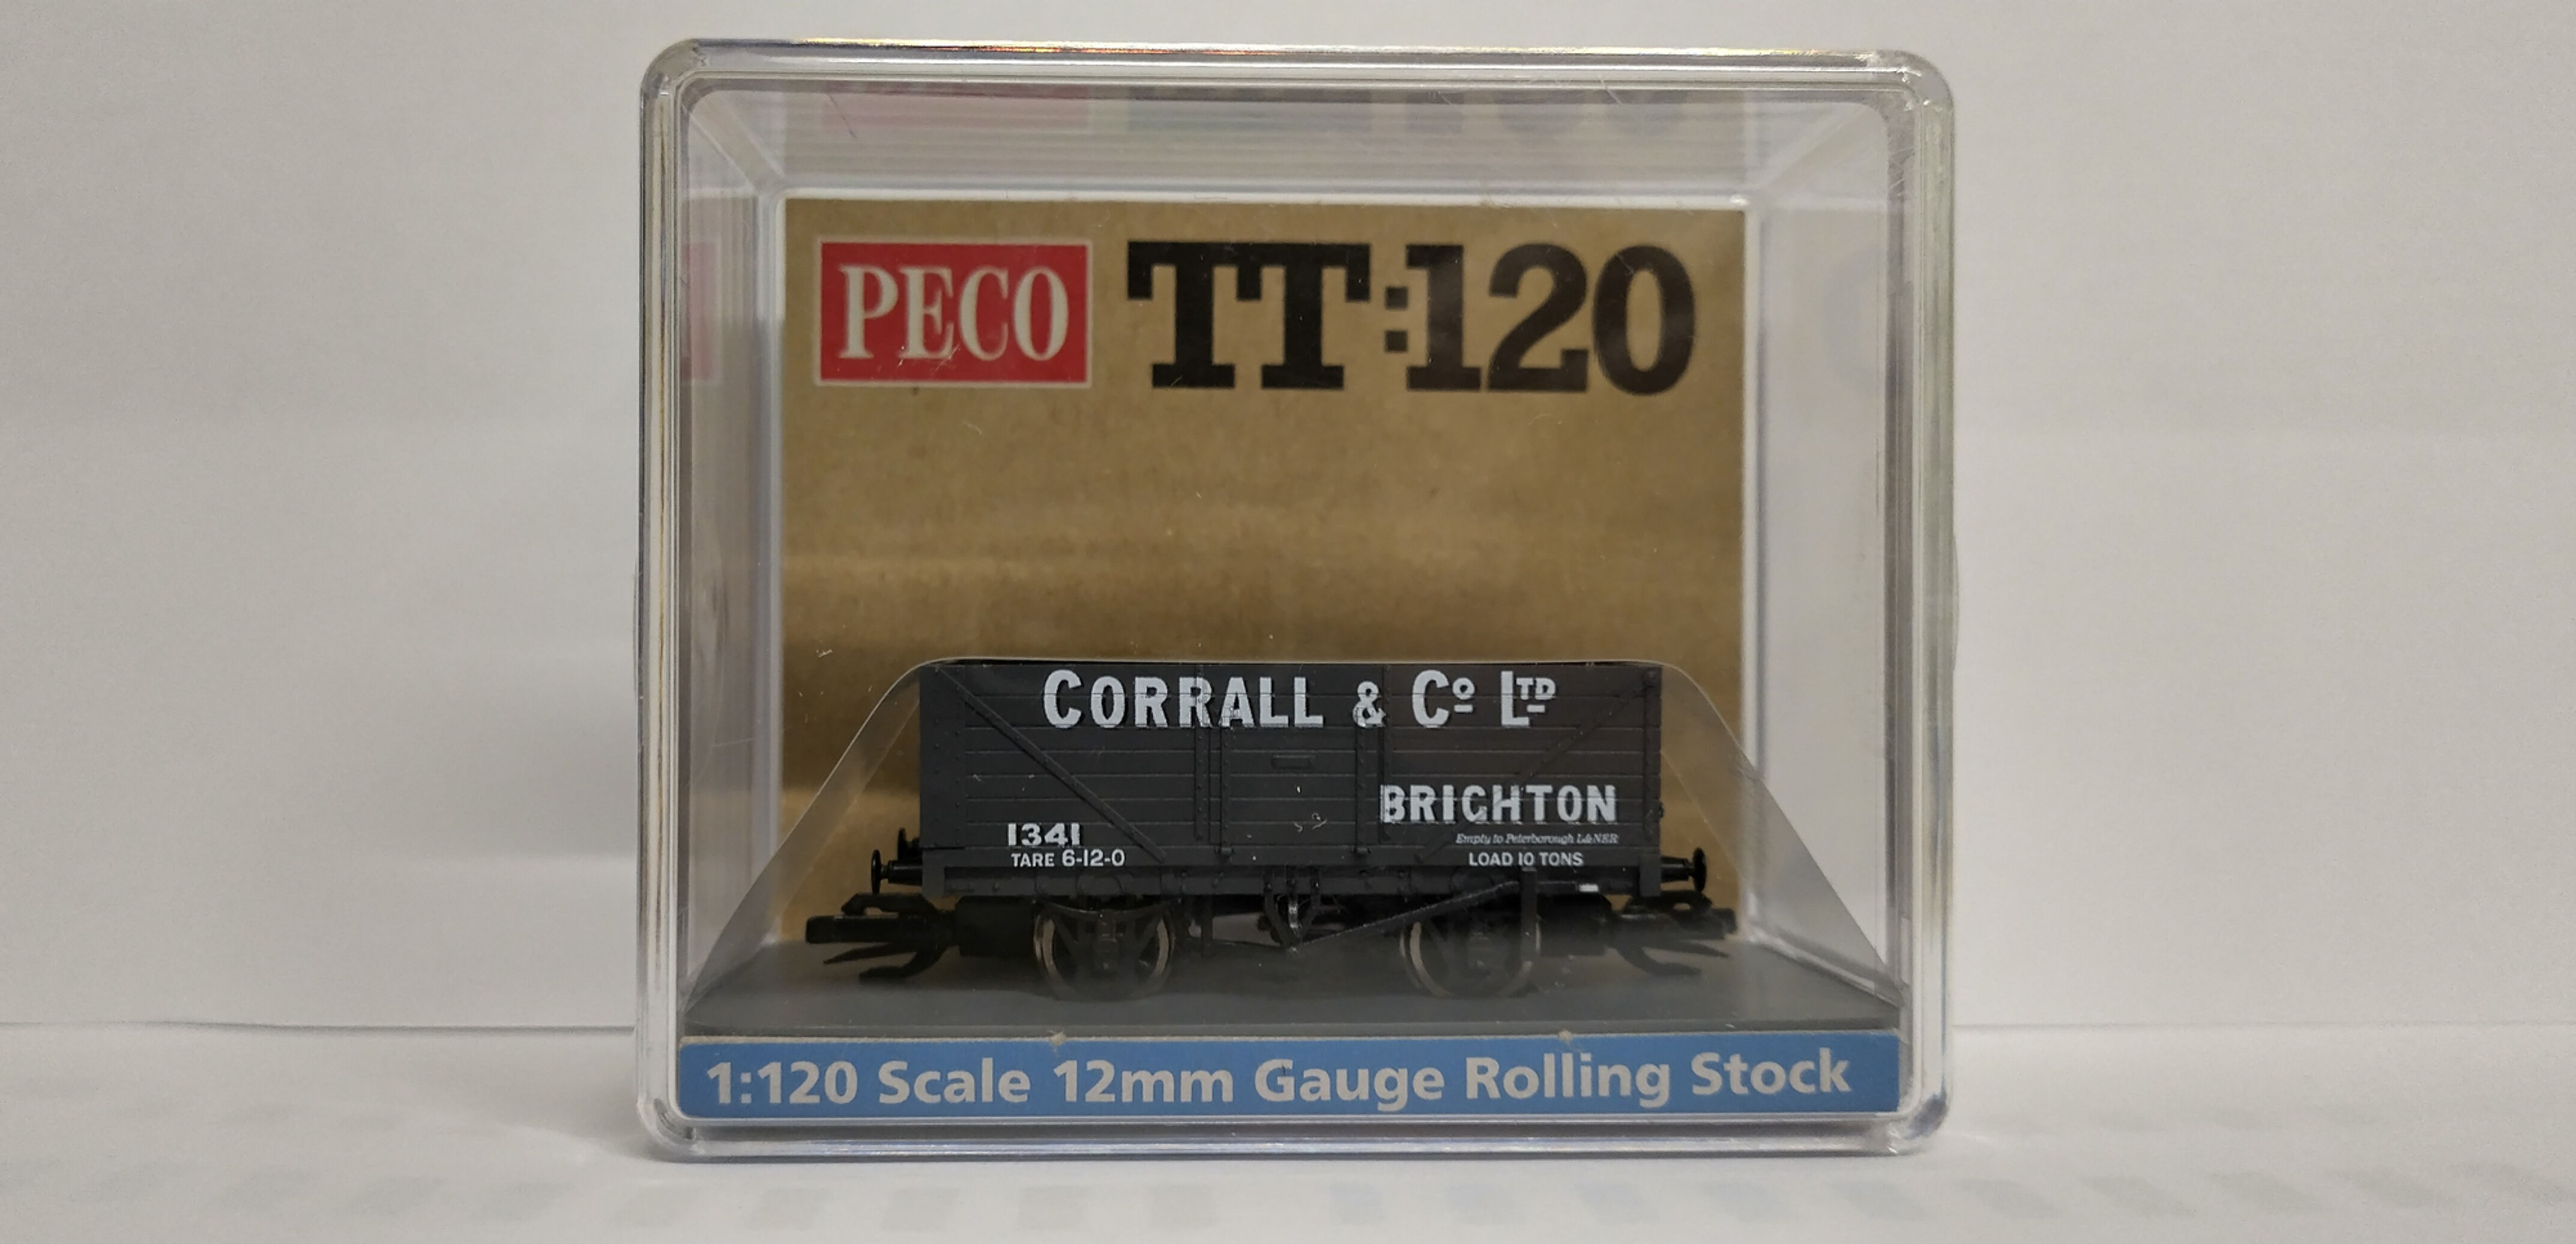 PECO TT:120
CORRALL & Cº LTD
BRIGHTON
1341
Empty to Peterborough L&NER
TARE 6-12-0
LOAD 10 TONS
1:120 Scale 12mm Gauge Rolling Stock